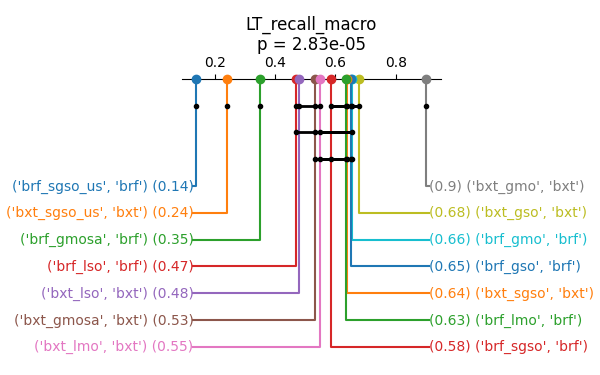 LT_recall_macro
p = 2.83e-05
0.2 0.4 0.6 0.8
('brf_sgso_us', 'brf') (0.14) (0.9) ('bxt_gmo', 'bxt')
('bxt_sgso_us', 'bxt') (0.24) (0.68) ('bxt_gso', 'bxt')
('brf_gmosa', 'brf') (0.35) (0.66) ('brf_gmo', 'brf')
('brf_lso', 'brf') (0.47) (0.65) ('brf_gso', 'brf')
('bxt_lso', 'bxt') (0.48) (0.64) ('bxt_sgso', 'bxt')
('bxt_gmosa', 'bxt') (0.53) (0.63) ('brf_lmo', 'brf')
('bxt_lmo', 'bxt') (0.55) (0.58) ('brf_sgso', 'brf')